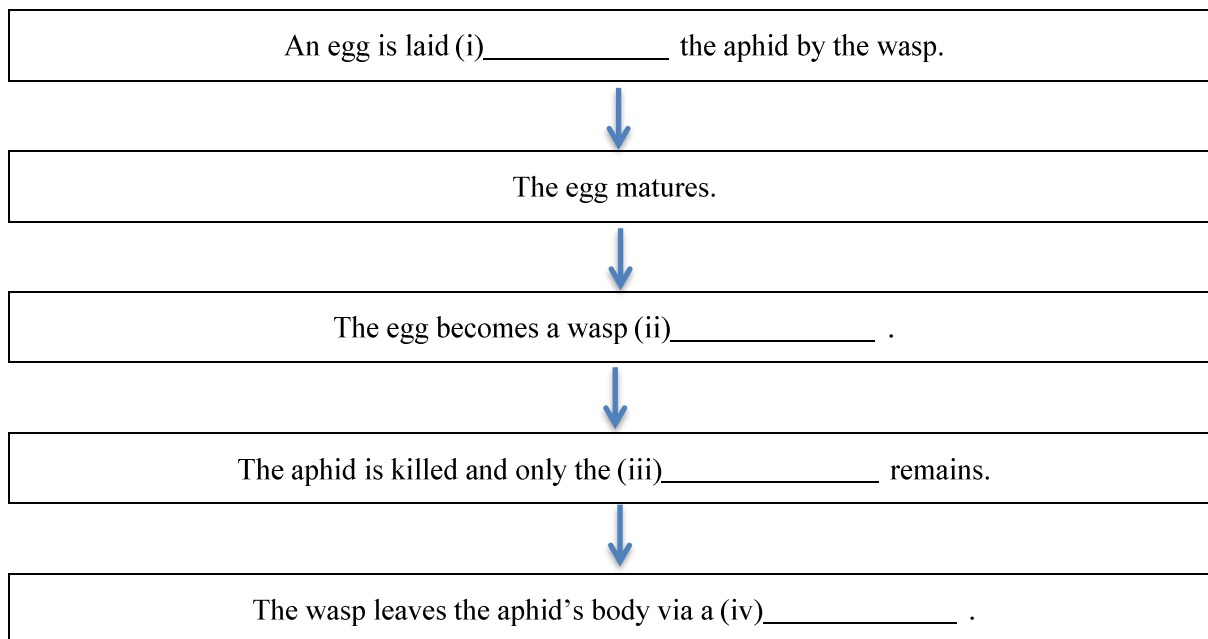 An egg is laid (i)_____________ the aphid by the wasp.
The egg matures.
The egg becomes a wasp (ii)______________ .
The aphid is killed and only the (iii)_______________ remains.
The wasp leaves the aphid’s body via a (iv)_____________ .